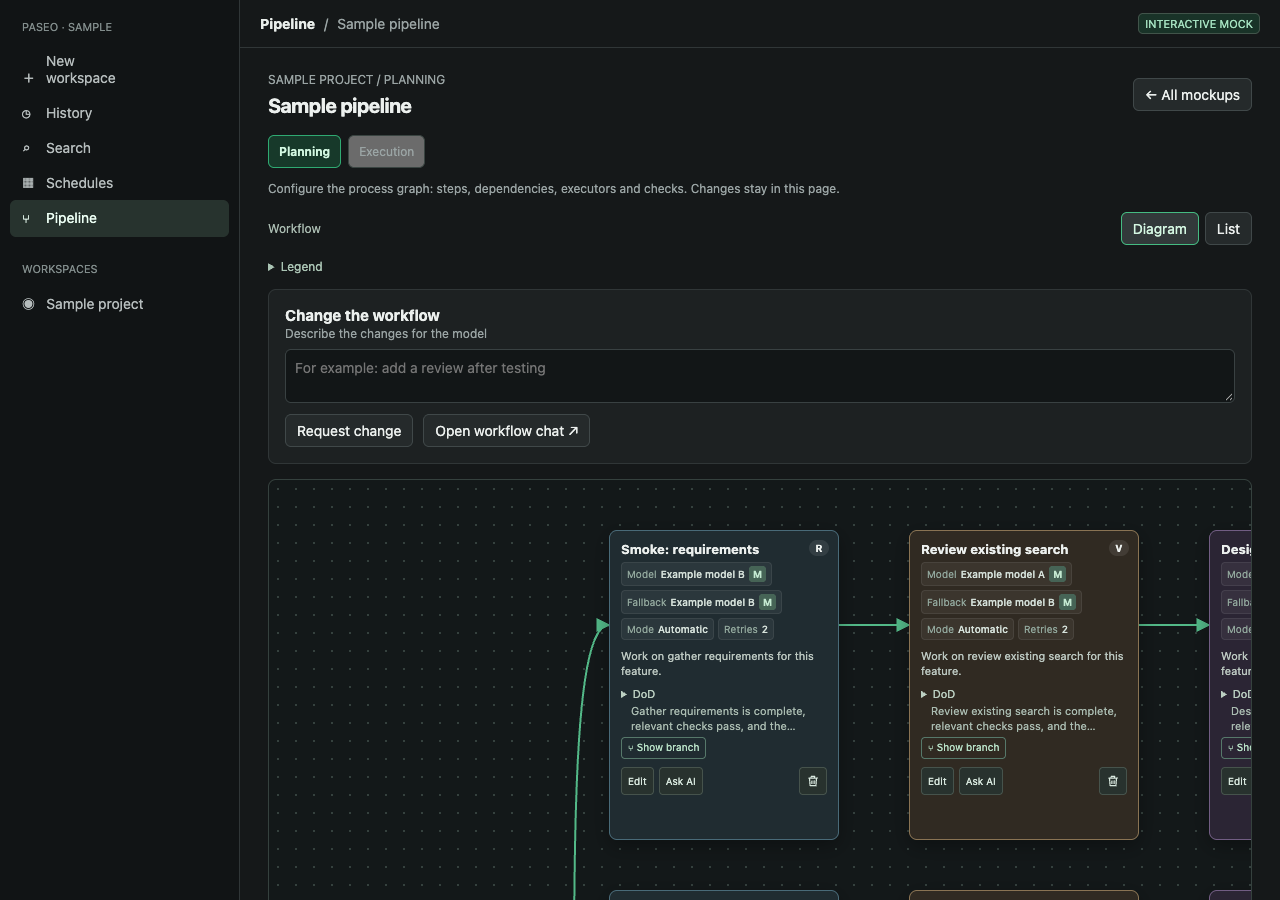 PASEO · SAMPLE
New
workspace
History
Search
Schedules
Pipeline
WORKSPACES
Sample project
Pipeline / Sample pipeline
INTERACTIVE MOCK
SAMPLE PROJECT / PLANNING
Sample pipeline
← All mockups
Planning
Execution
Configure the process graph: steps, dependencies, executors and checks. Changes stay in this page.
Workflow
Diagram
List
Legend
Change the workflow
Describe the changes for the model
For example: add a review after testing
Request change
Open workflow chat ↗
Smoke: requirements
R
Model Example model B M
Fallback Example model B M
Mode Automatic
Retries 2
Work on gather requirements for this
feature.
DoD
Gather requirements is complete,
relevant checks pass, and the…
Show branch
Edit
Ask AI
Review existing search
V
Model Example model A M
Fallback Example model B M
Mode Automatic
Retries 2
Work on review existing search for this
feature.
DoD
Review existing search is complete,
relevant checks pass, and the…
Show branch
Edit
Ask AI
Work
DoD
Edit